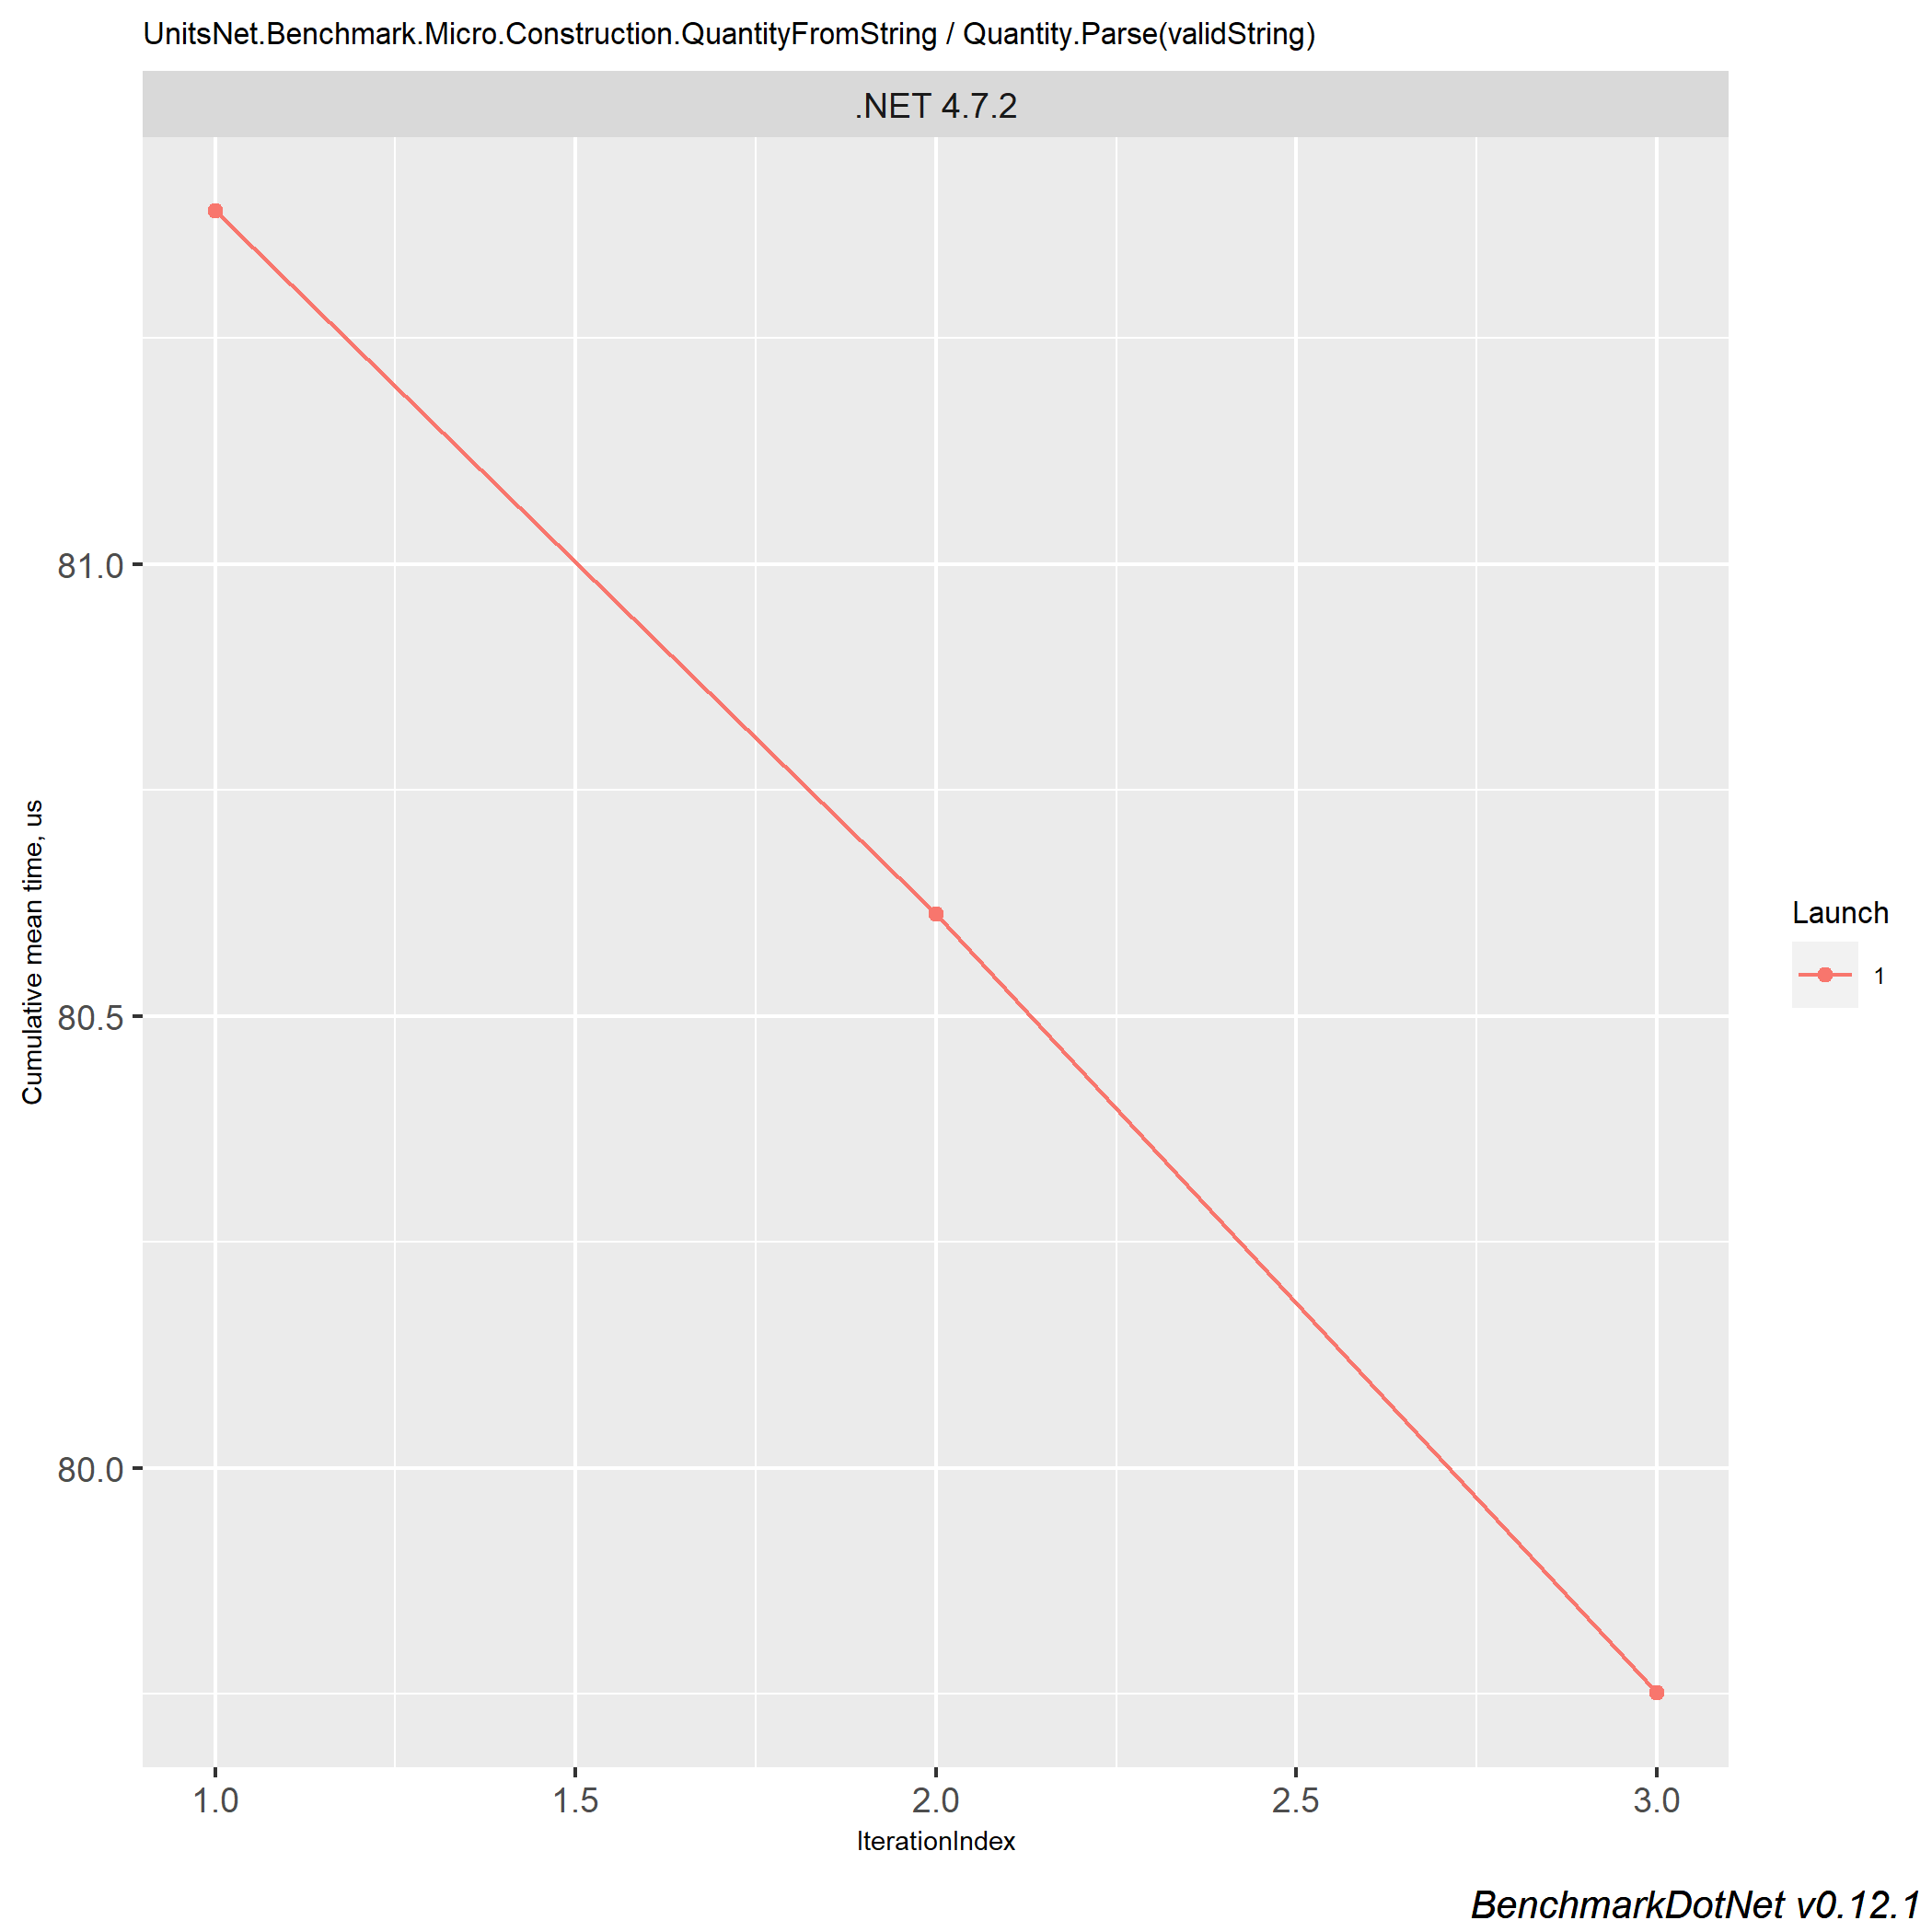 UnitsNet.Benchmark.Micro.Construction.QuantityFromString / Quantity.Parse(validString)
.NET 4.7.2
81.0
80.5
80.0
Cumulative mean time, us
1.0 1.5 2.0 2.5 3.0
IterationIndex
Launch
1
BenchmarkDotNet v0.12.1